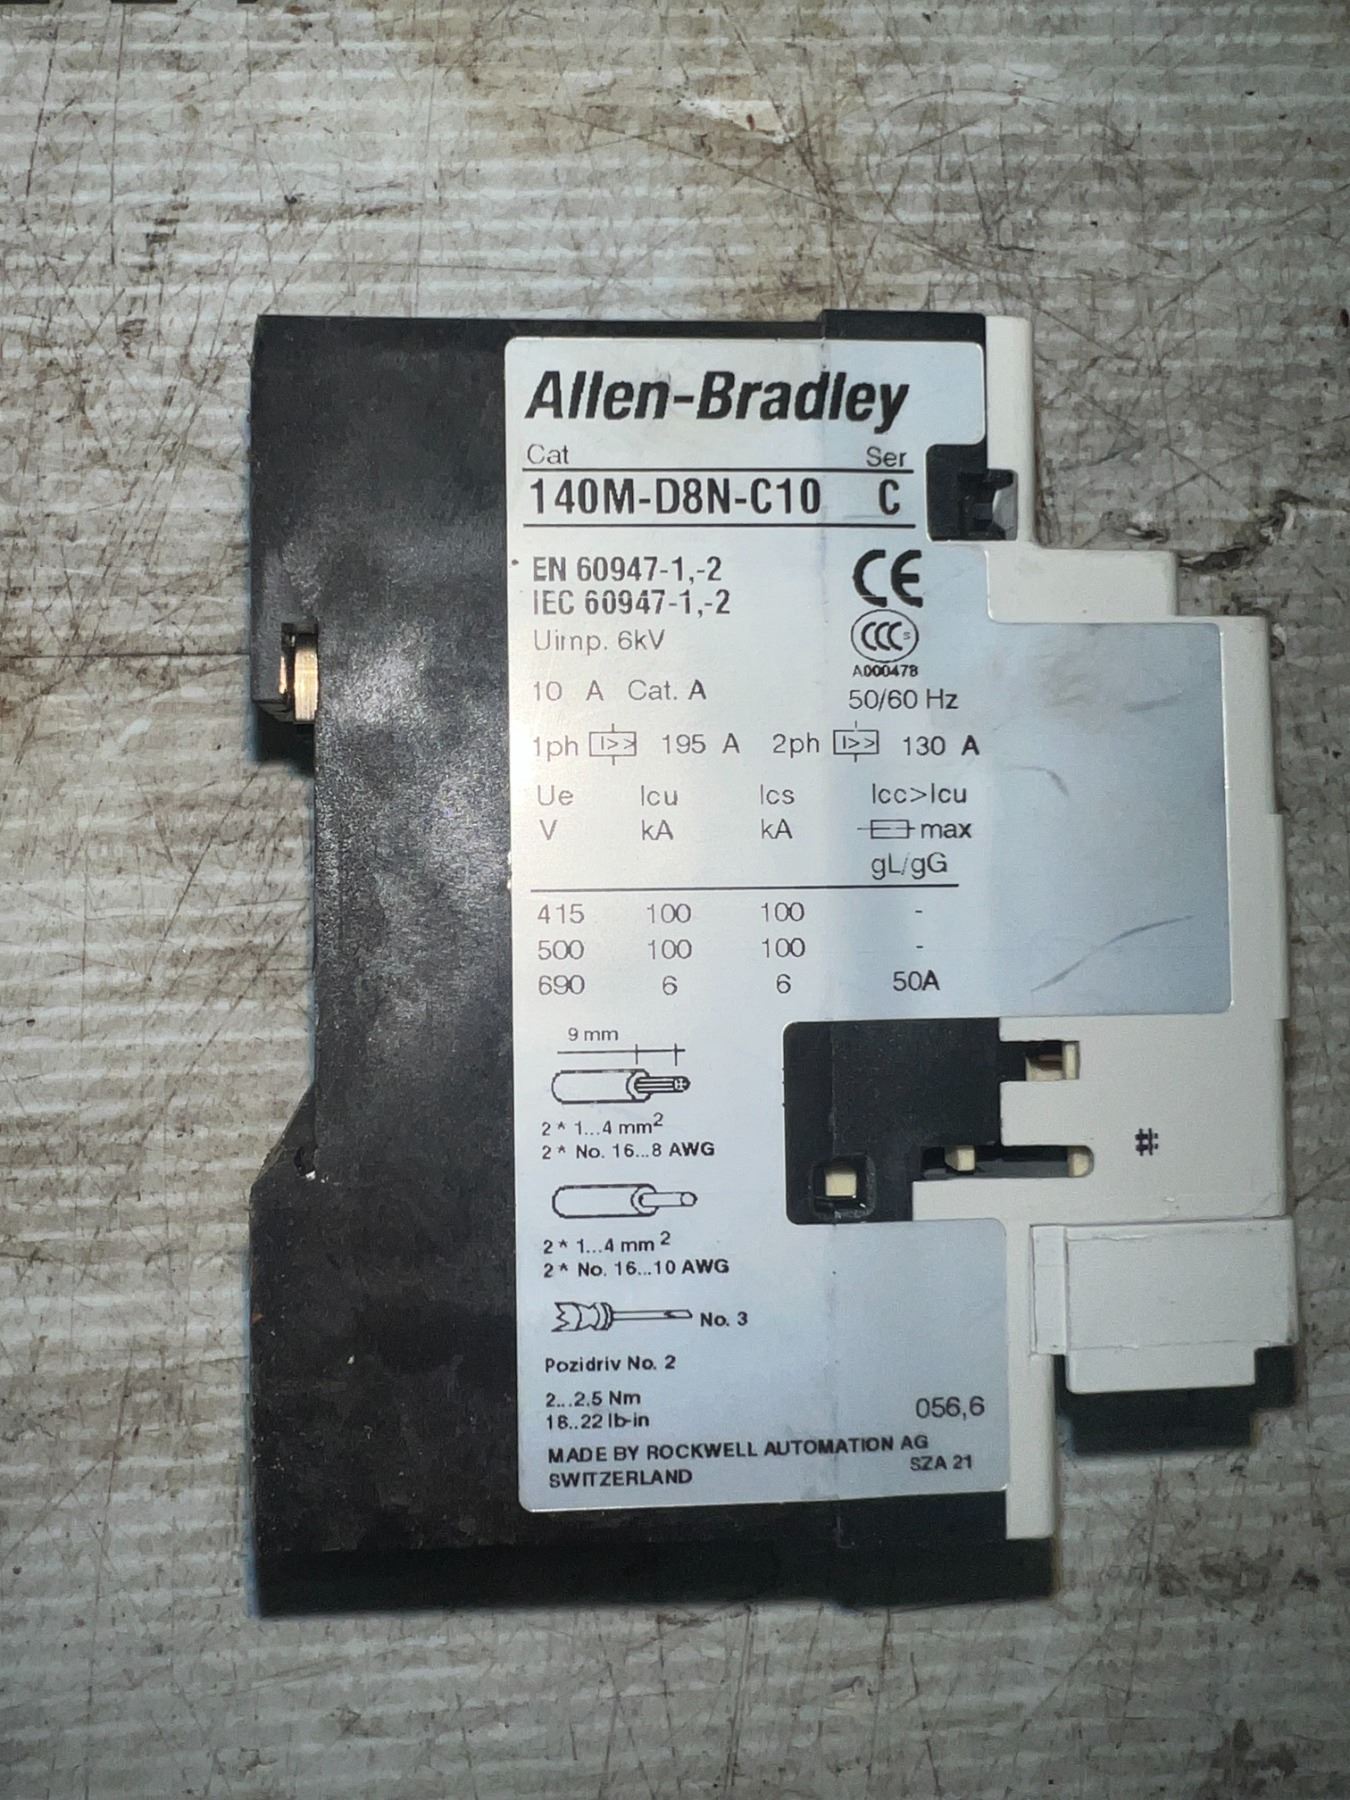 Allen-Bradley
Cat Ser
140M-D8N-C10 C
EN 60947-1,-2
IEC 60947-1,-2
Uimp. 6kV
CE
CCC S
A000478
10 A Cat. A 50/60 Hz
1ph I>> 195 A 2ph I>> 130 A
Ue Icu Ics Icc>Icu
V kA kA max
gL/gG
415 100 100 -
500 100 100 -
690 6 6 50A
9 mm
2 * 1...4 mm²
2 * No. 16...8 AWG
2 * 1...4 mm²
2 * No. 16...10 AWG
No. 3
Pozidriv No. 2
2...2,5 Nm
18..22 lb-in
056,6
MADE BY ROCKWELL AUTOMATION AG
SWITZERLAND SZA 21
#